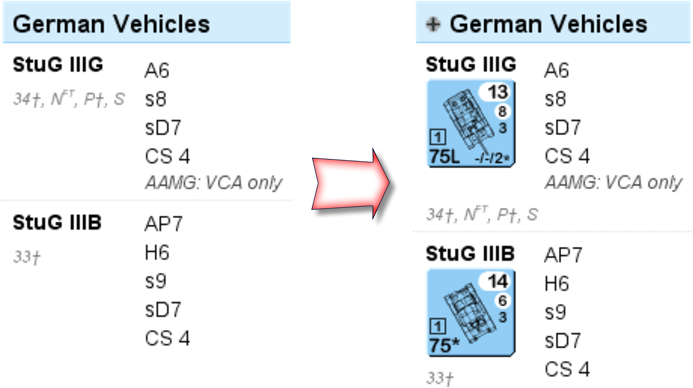 German Vehicles
StuG IIIG
34†, Nᶠᵀ, P†, S
A6
s8
sD7
CS 4
AAMG: VCA only
StuG IIIB
33†
AP7
H6
s9
sD7
CS 4
German Vehicles
StuG IIIG
13
8
3
1
75L
-/-/2*
A6
s8
sD7
CS 4
AAMG: VCA only
34†, Nᶠᵀ, P†, S
StuG IIIB
14
6
3
1
75*
AP7
H6
s9
sD7
CS 4
33†